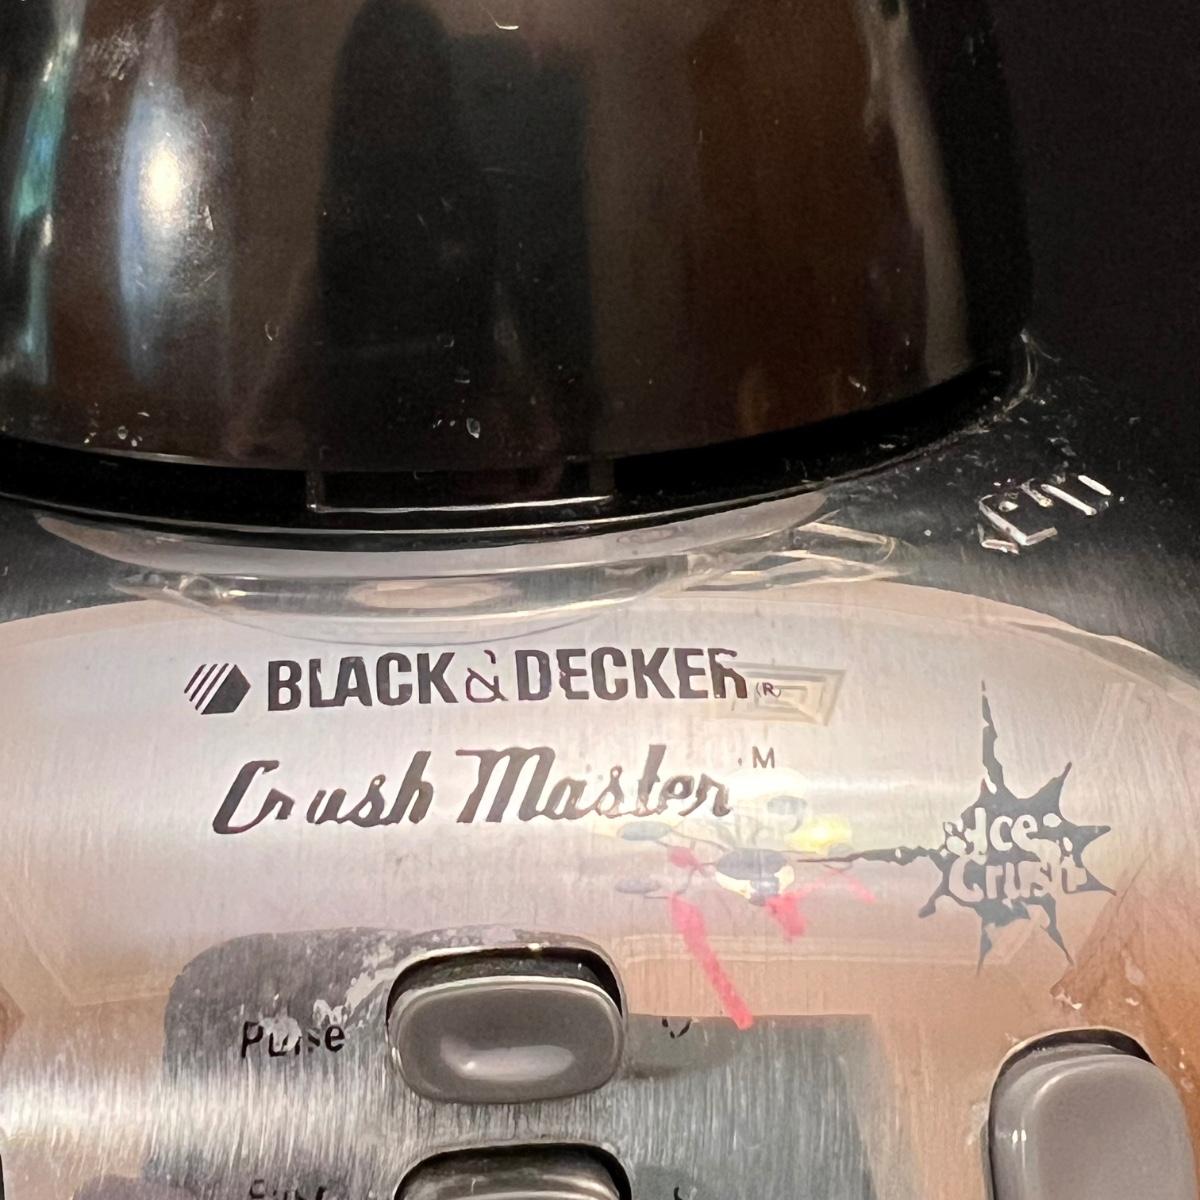 BLACK&DECKER®
Crush Master™
Ice
Crush
Pulse